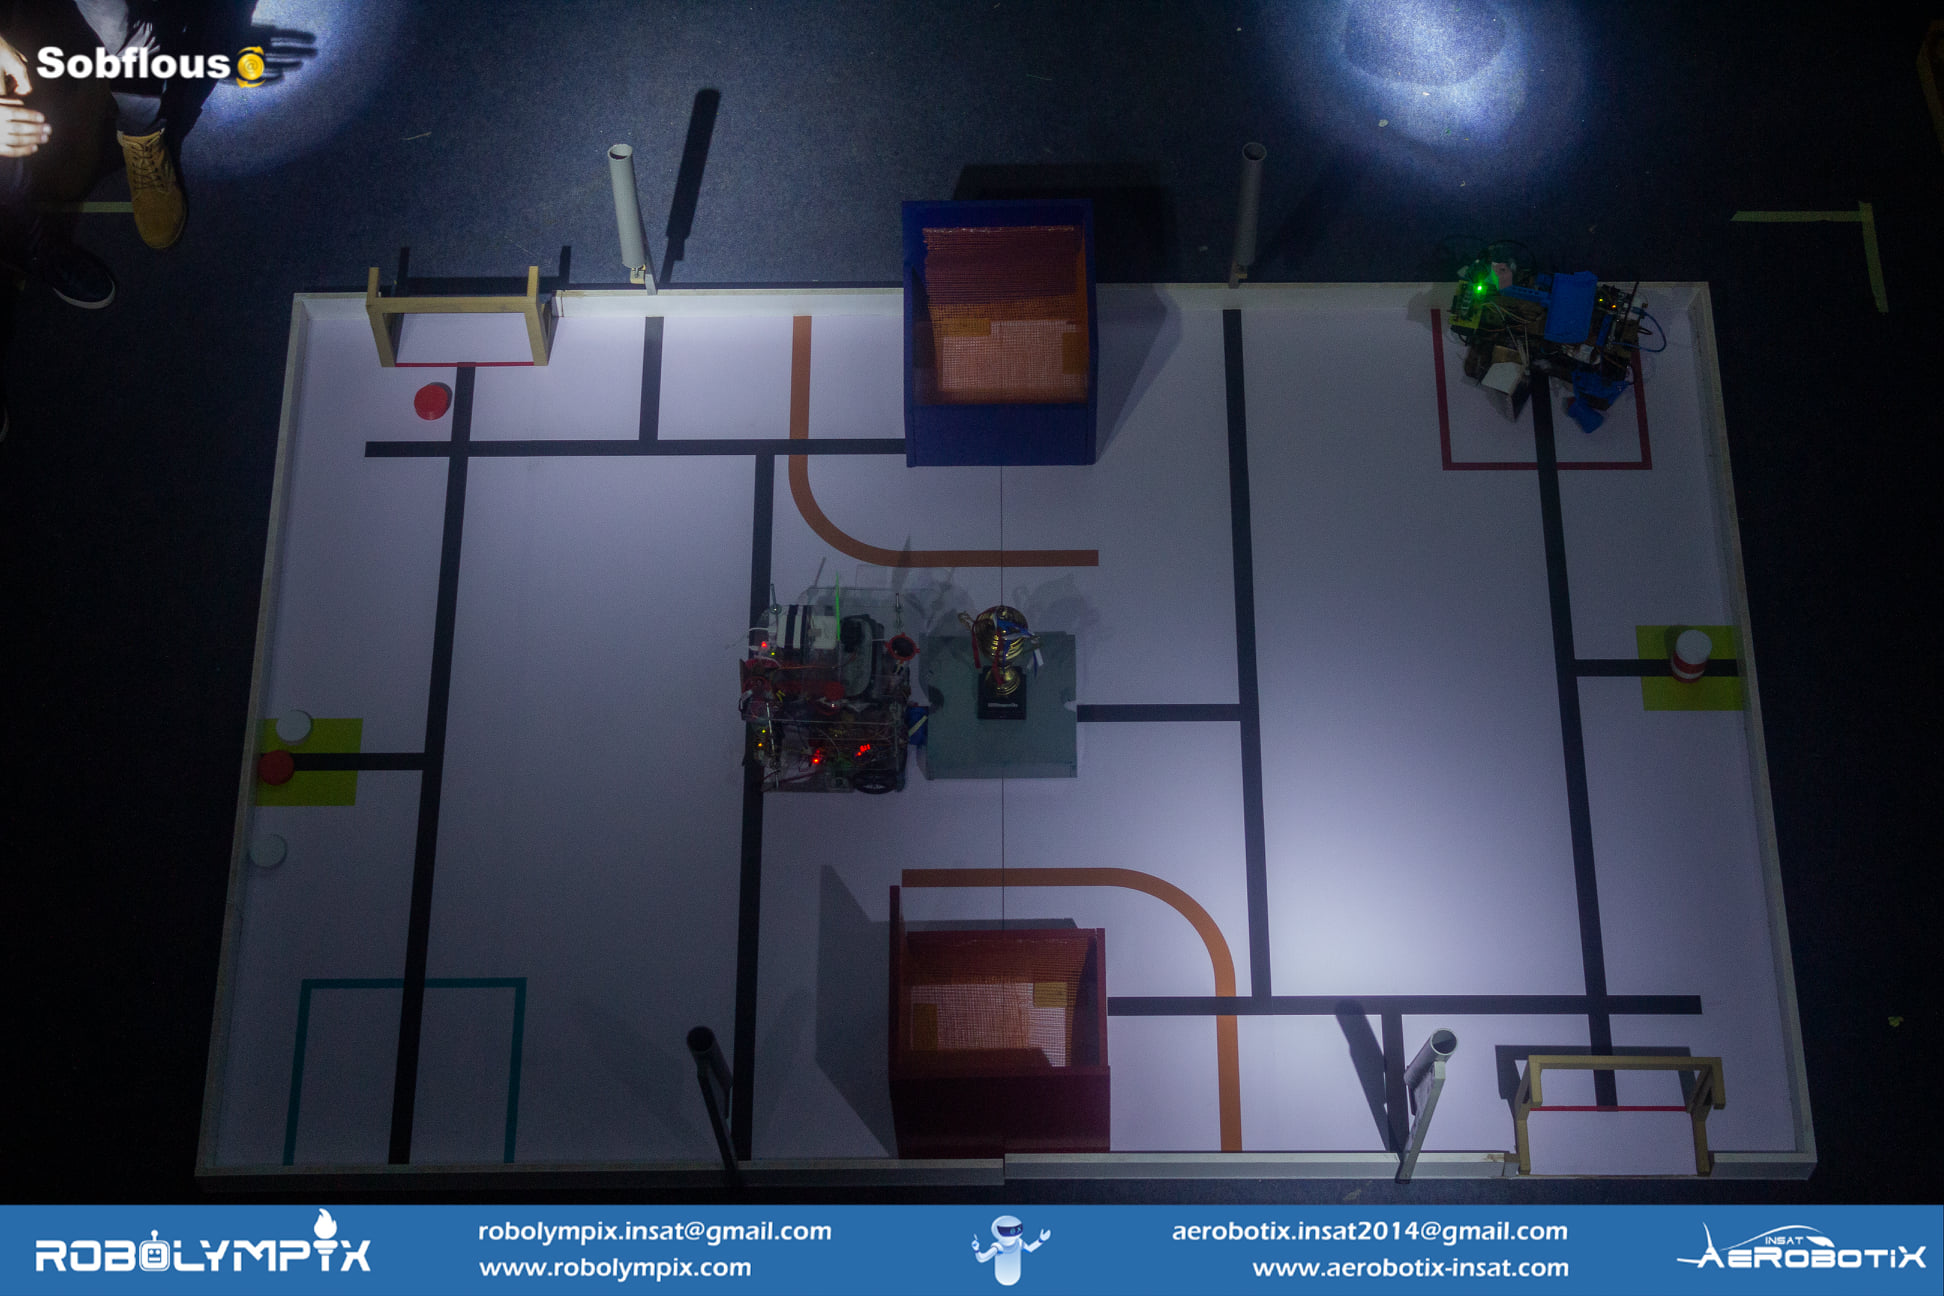 Sobflous
ROBOLYMPIX
robolympix.insat@gmail.com
www.robolympix.com
aerobotix.insat2014@gmail.com
www.aerobotix-insat.com
INSAT
AEROBOTIX